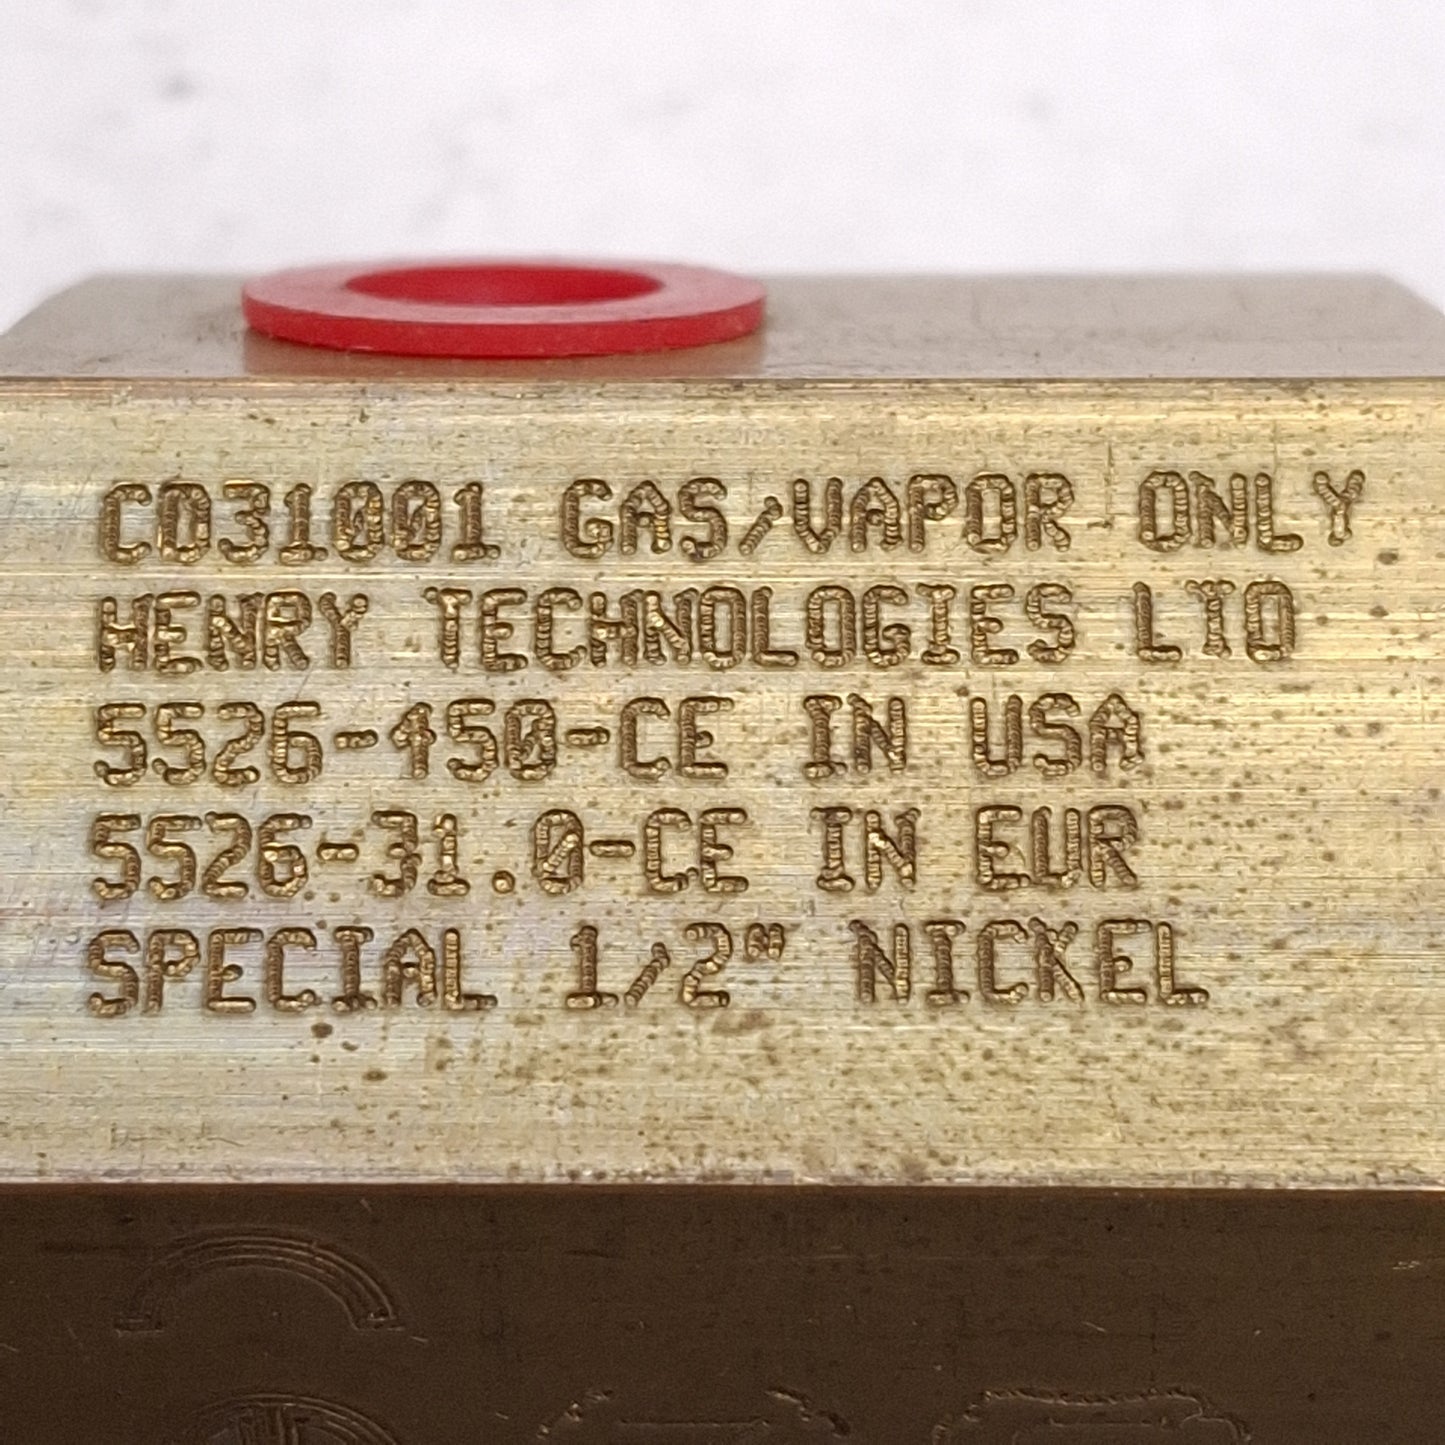 CD31001 GAS/VAPOR ONLY
HENRY TECHNOLOGIES LTD
5526-450-CE IN USA
5526-31.0-CE IN EUR
SPECIAL 1/2" NICKEL